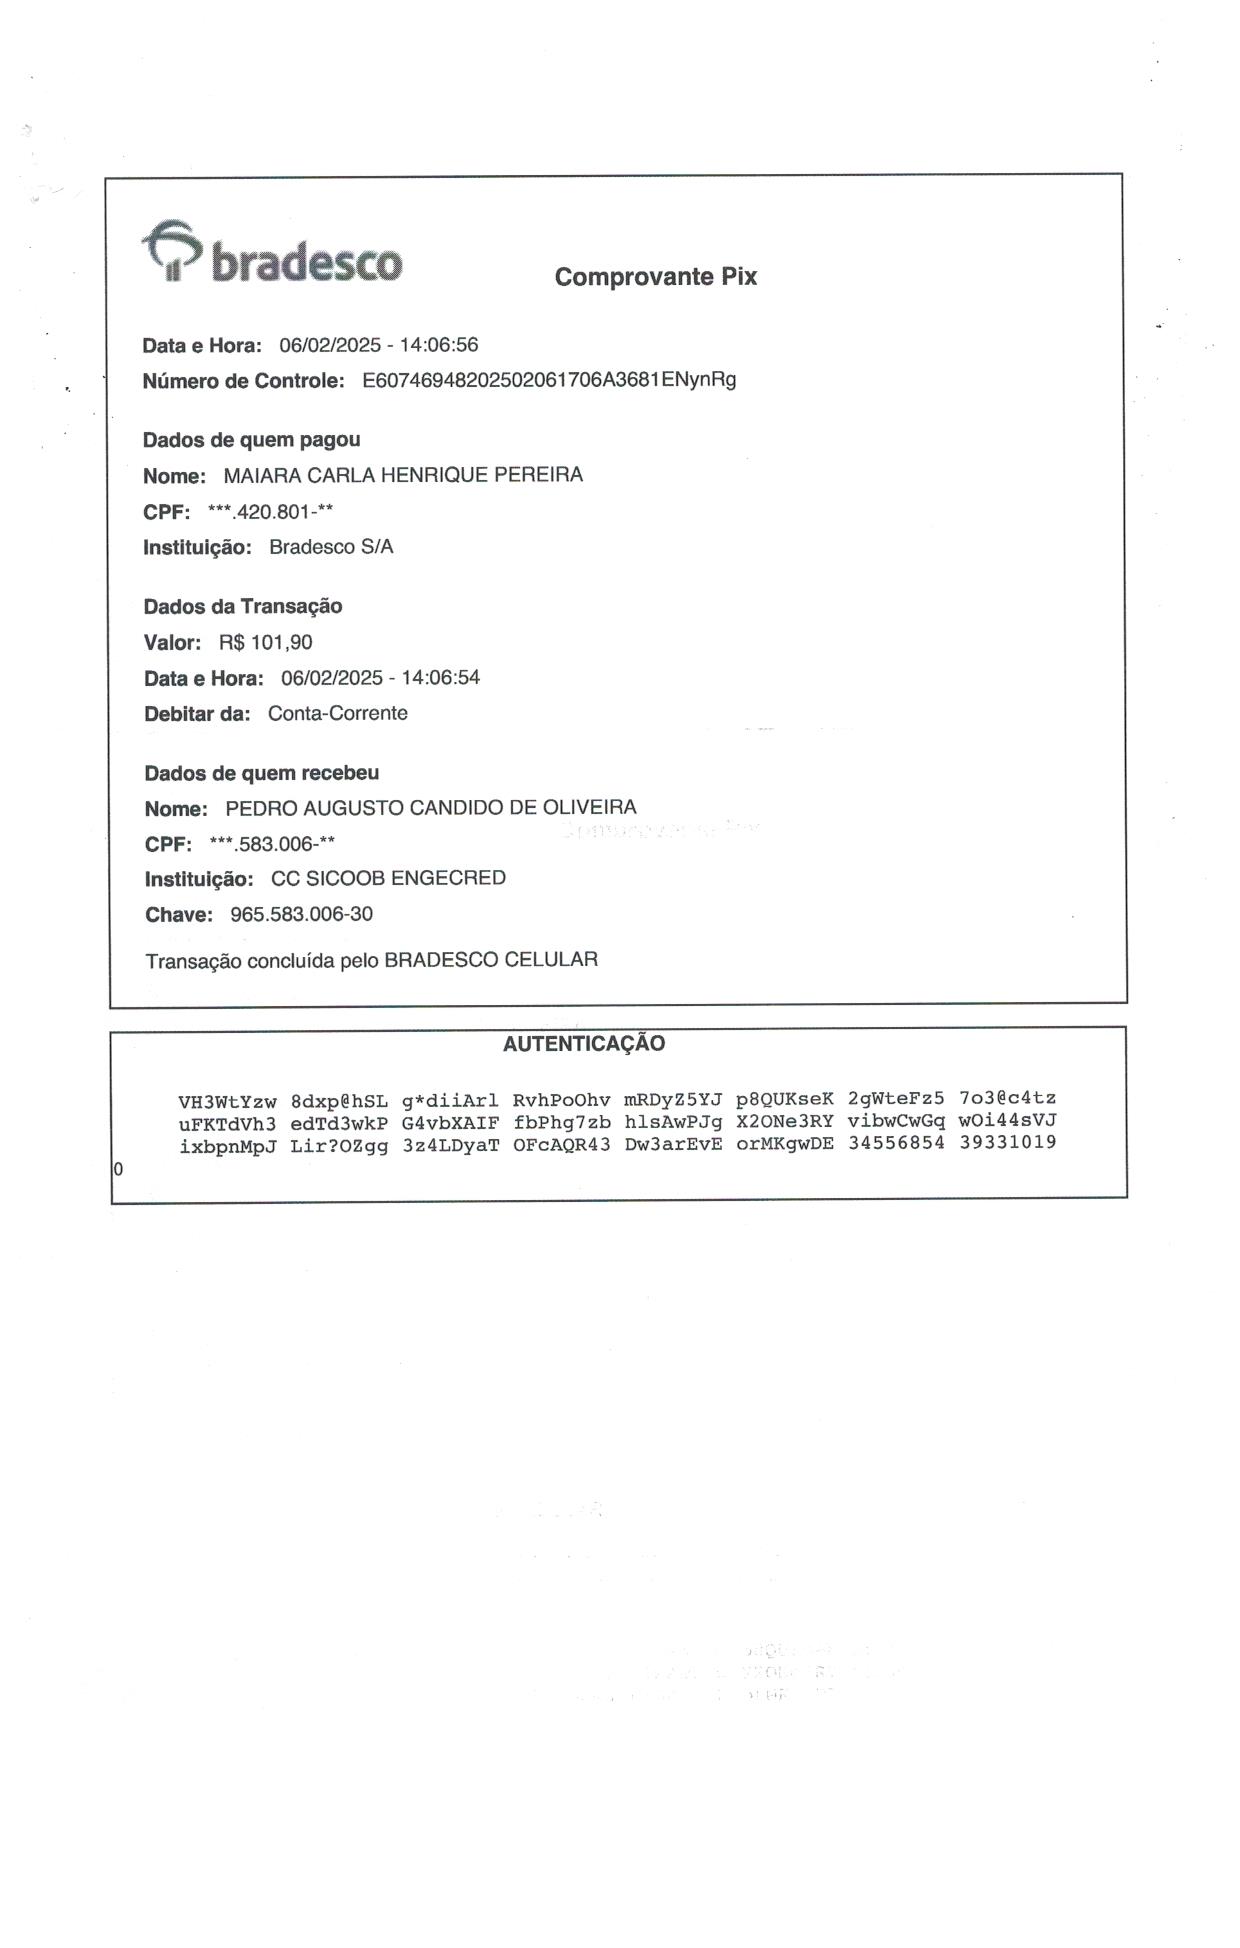 bradesco
Comprovante Pix
Data e Hora: 06/02/2025 - 14:06:56
Número de Controle: E60746948202502061706A3681ENynRg
Dados de quem pagou
Nome: MAIARA CARLA HENRIQUE PEREIRA
CPF: ***.420.801-**
Instituição: Bradesco S/A
Dados da Transação
Valor: R$ 101,90
Data e Hora: 06/02/2025 - 14:06:54
Debitar da: Conta-Corrente
Dados de quem recebeu
Nome: PEDRO AUGUSTO CANDIDO DE OLIVEIRA
CPF: ***.583.006-**
Instituição: CC SICOOB ENGECRED
Chave: 965.583.006-30
Transação concluída pelo BRADESCO CELULAR
AUTENTICAÇÃO
VH3WtYzw 8dxp@hSL g*diiArl RvhPoOhv mRDyZ5YJ p8QUKseK 2gWteFz5 7o3@c4tz
uFKTdVh3 edTd3wkP G4vbXAIF fbPhg7zb hlsAwPJg X2ONe3RY vibwCwGq wOi44sVJ
ixbpnMpJ Lir?OZgg 3z4LDyaT OFcAQR43 Dw3arEvE orMKgwDE 34556854 39331019
0